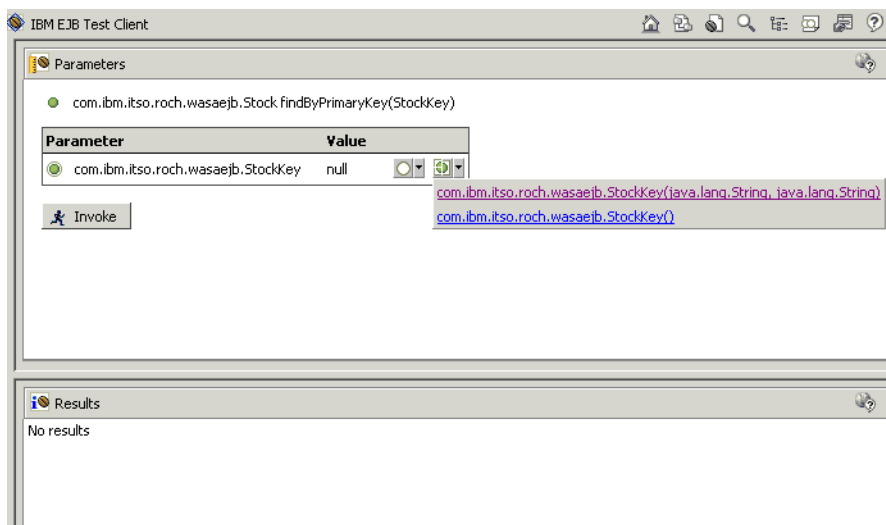 IBM EJB Test Client
Parameters
com.ibm.itso.roch.wasaejb.Stock findByPrimaryKey(StockKey)
Parameter Value
com.ibm.itso.roch.wasaejb.StockKey null
com.ibm.itso.roch.wasaejb.StockKey(java.lang.String, java.lang.String)
com.ibm.itso.roch.wasaejb.StockKey()
Invoke
Results
No results